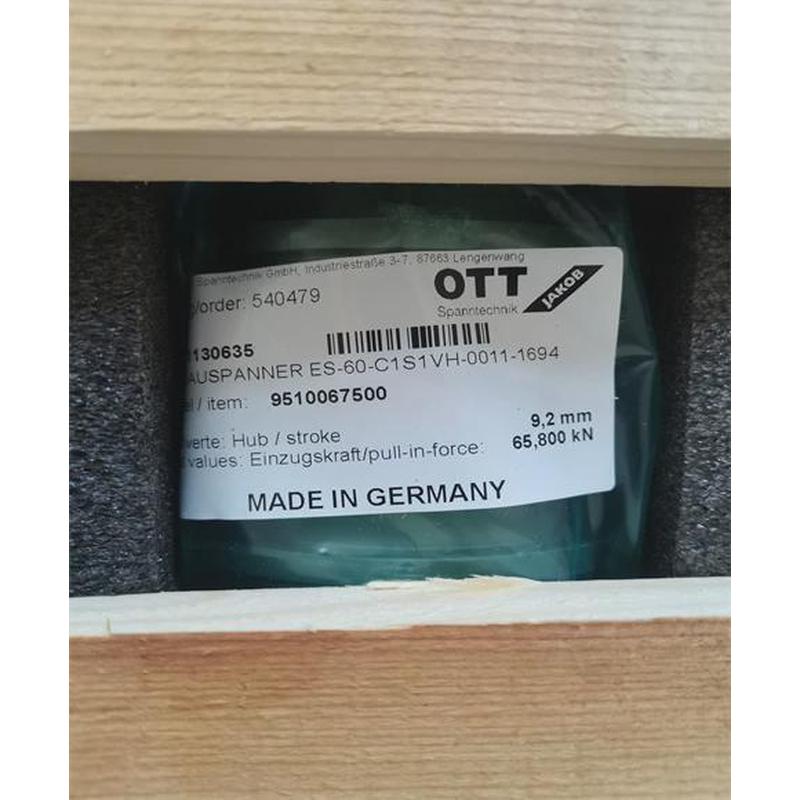 Spanntechnik GmbH, Industriestraße 3-7, 87663 Lengenwang
OTT
JAKOB
Spanntechnik
/order: 540479
130635
AUSPANNER ES-60-C1S1VH-0011-1694
/ item: 9510067500
werte: Hub / stroke 9,2 mm
values: Einzugskraft/pull-in-force: 65,800 kN
MADE IN GERMANY